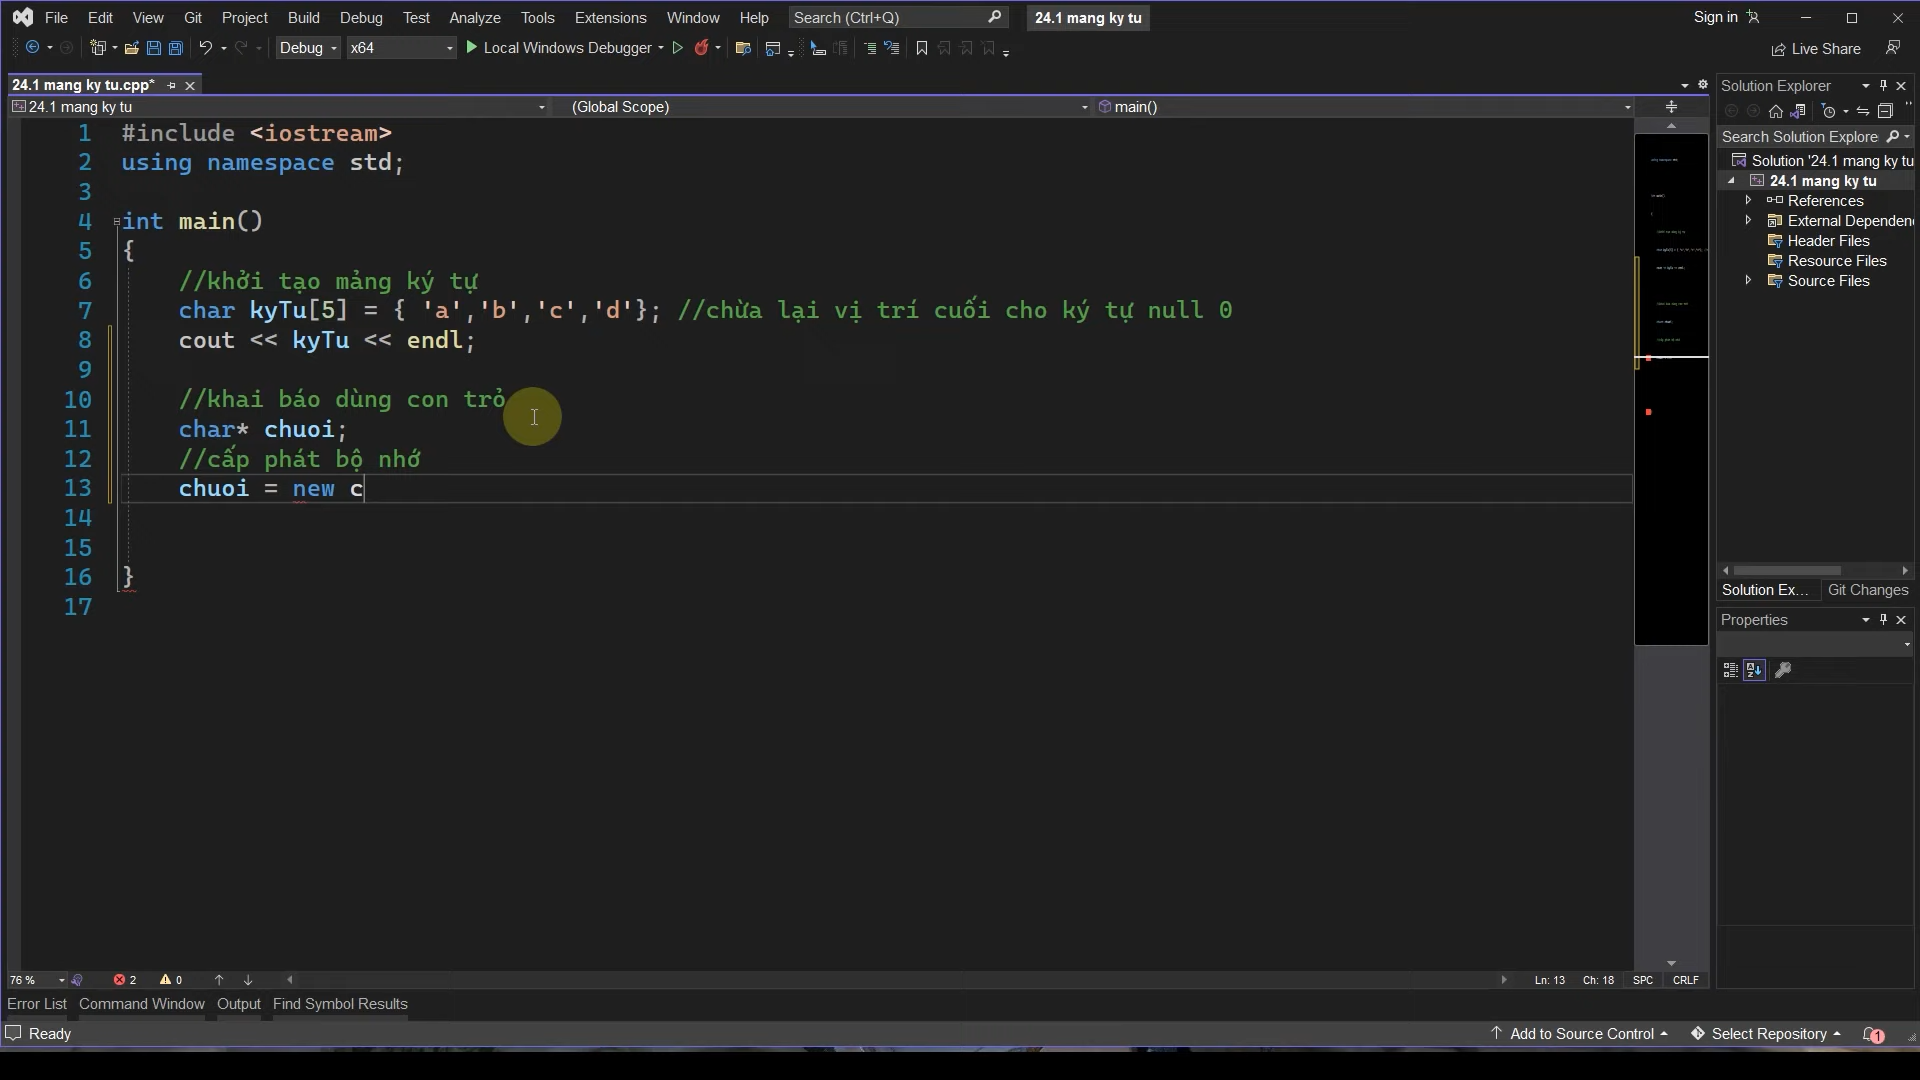 File Edit View Git Project Build Debug Test Analyze Tools Extensions Window Help Search (Ctrl+Q) 24.1 mang ky tu Sign in
Debug x64 Local Windows Debugger Live Share
24.1 mang ky tu.cpp*
24.1 mang ky tu (Global Scope) main()
1 #include <iostream>
2 using namespace std;
3
4 int main()
5 {
6 //khởi tạo mảng ký tự
7 char kyTu[5] = { 'a','b','c','d'}; //chừa lại vị trí cuối cho ký tự null 0
8 cout << kyTu << endl;
9
10 //khai báo dùng con trỏ
11 char* chuoi;
12 //cấp phát bộ nhớ
13 chuoi = new c
14
15
16 }
17
Solution Explorer
Search Solution Explore
Solution '24.1 mang ky tu
24.1 mang ky tu
References
External Dependen
Header Files
Resource Files
Source Files
Solution Ex... Git Changes
Properties
76 % 2 0 Ln: 13 Ch: 18 SPC CRLF
Error List Command Window Output Find Symbol Results
Ready Add to Source Control Select Repository 1